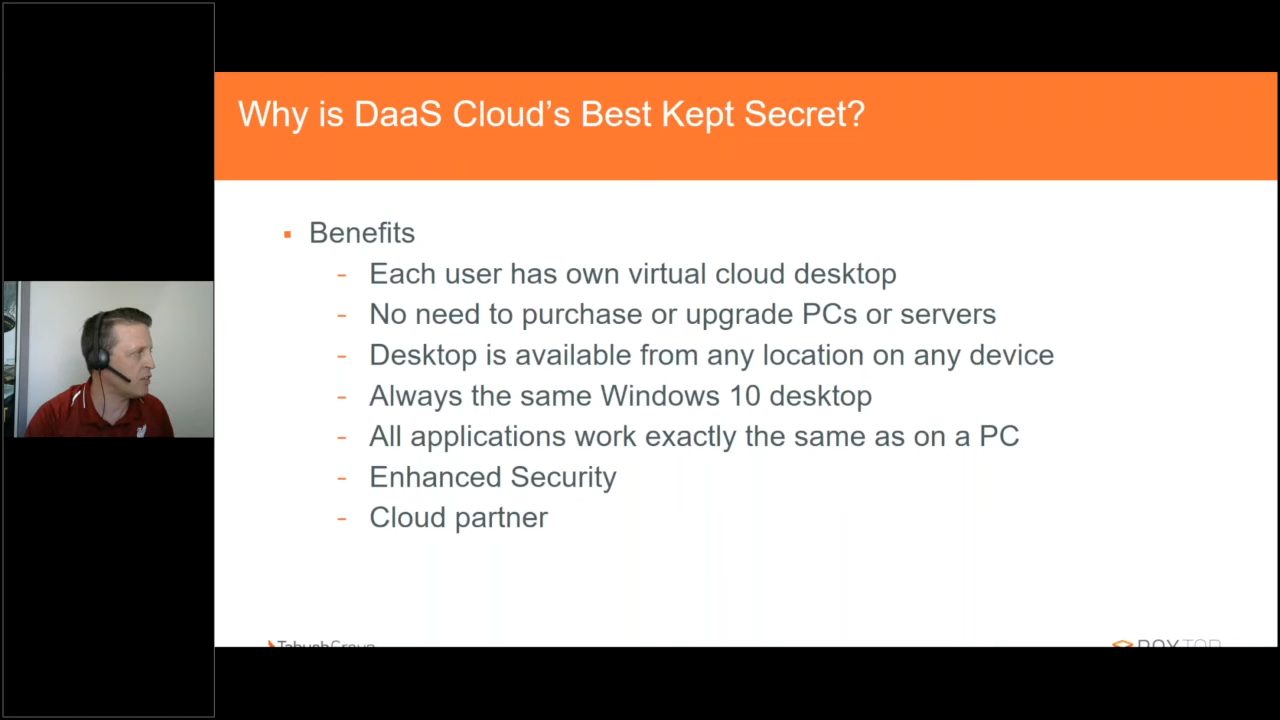 Why is DaaS Cloud's Best Kept Secret?
▪ Benefits
- Each user has own virtual cloud desktop
- No need to purchase or upgrade PCs or servers
- Desktop is available from any location on any device
- Always the same Windows 10 desktop
- All applications work exactly the same as on a PC
- Enhanced Security
- Cloud partner
TabushGroup